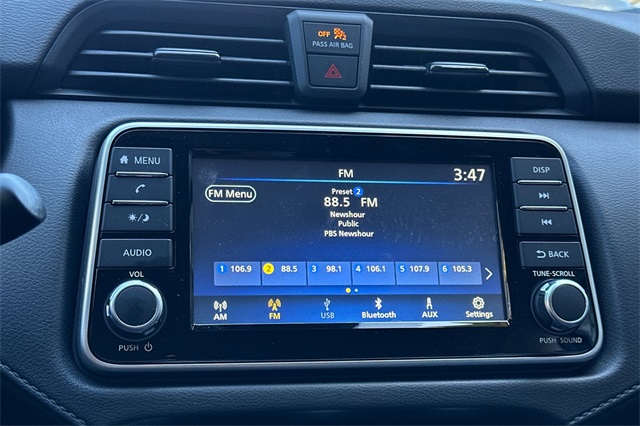 OFF 2
PASS AIR BAG
MENU
AUDIO
VOL
PUSH
FM
3:47
FM Menu
Preset 2
88.5 FM
Newshour
Public
PBS Newshour
1 106.9 2 88.5 3 98.1 4 106.1 5 107.9 6 105.3
AM FM USB Bluetooth AUX Settings
DISP
BACK
TUNE-SCROLL
PUSH SOUND